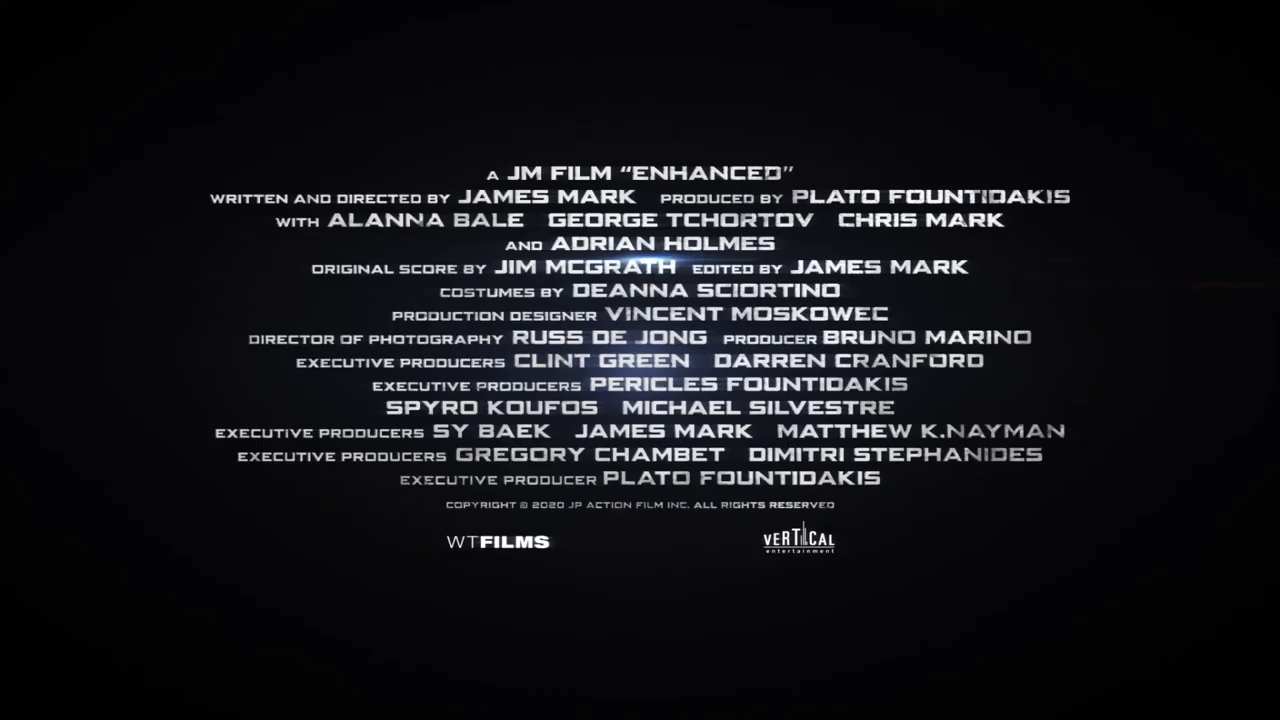 A JM FILM “ENHANCED”
WRITTEN AND DIRECTED BY JAMES MARK PRODUCED BY PLATO FOUNTIDAKIS
WITH ALANNA BALE GEORGE TCHORTOV CHRIS MARK
AND ADRIAN HOLMES
ORIGINAL SCORE BY JIM MCGRATH EDITED BY JAMES MARK
COSTUMES BY DEANNA SCIORTINO
PRODUCTION DESIGNER VINCENT MOSKOWEC
DIRECTOR OF PHOTOGRAPHY RUSS DE JONG PRODUCER BRUNO MARINO
EXECUTIVE PRODUCERS CLINT GREEN DARREN CRANFORD
EXECUTIVE PRODUCERS PERICLES FOUNTIDAKIS
SPYRO KOUFOS MICHAEL SILVESTRE
EXECUTIVE PRODUCERS SY BAEK JAMES MARK MATTHEW K.NAYMAN
EXECUTIVE PRODUCERS GREGORY CHAMBET DIMITRI STEPHANIDES
EXECUTIVE PRODUCER PLATO FOUNTIDAKIS
COPYRIGHT © 2020 JP ACTION FILM INC. ALL RIGHTS RESERVED
WTFILMS VERTICAL
entertainment